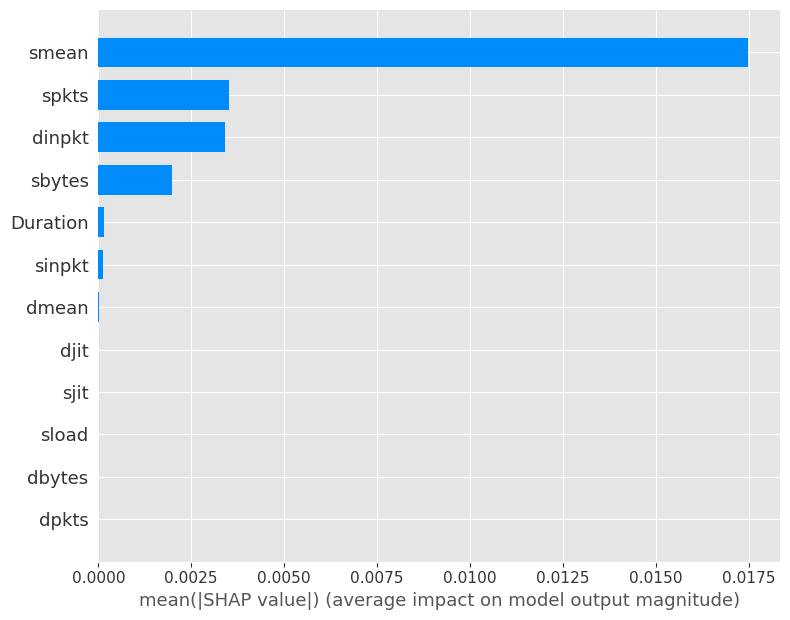 smean
spkts
dinpkt
sbytes
Duration
sinpkt
dmean
djit
sjit
sload
dbytes
dpkts
0.0000 0.0025 0.0050 0.0075 0.0100 0.0125 0.0150 0.0175
mean(|SHAP value|) (average impact on model output magnitude)